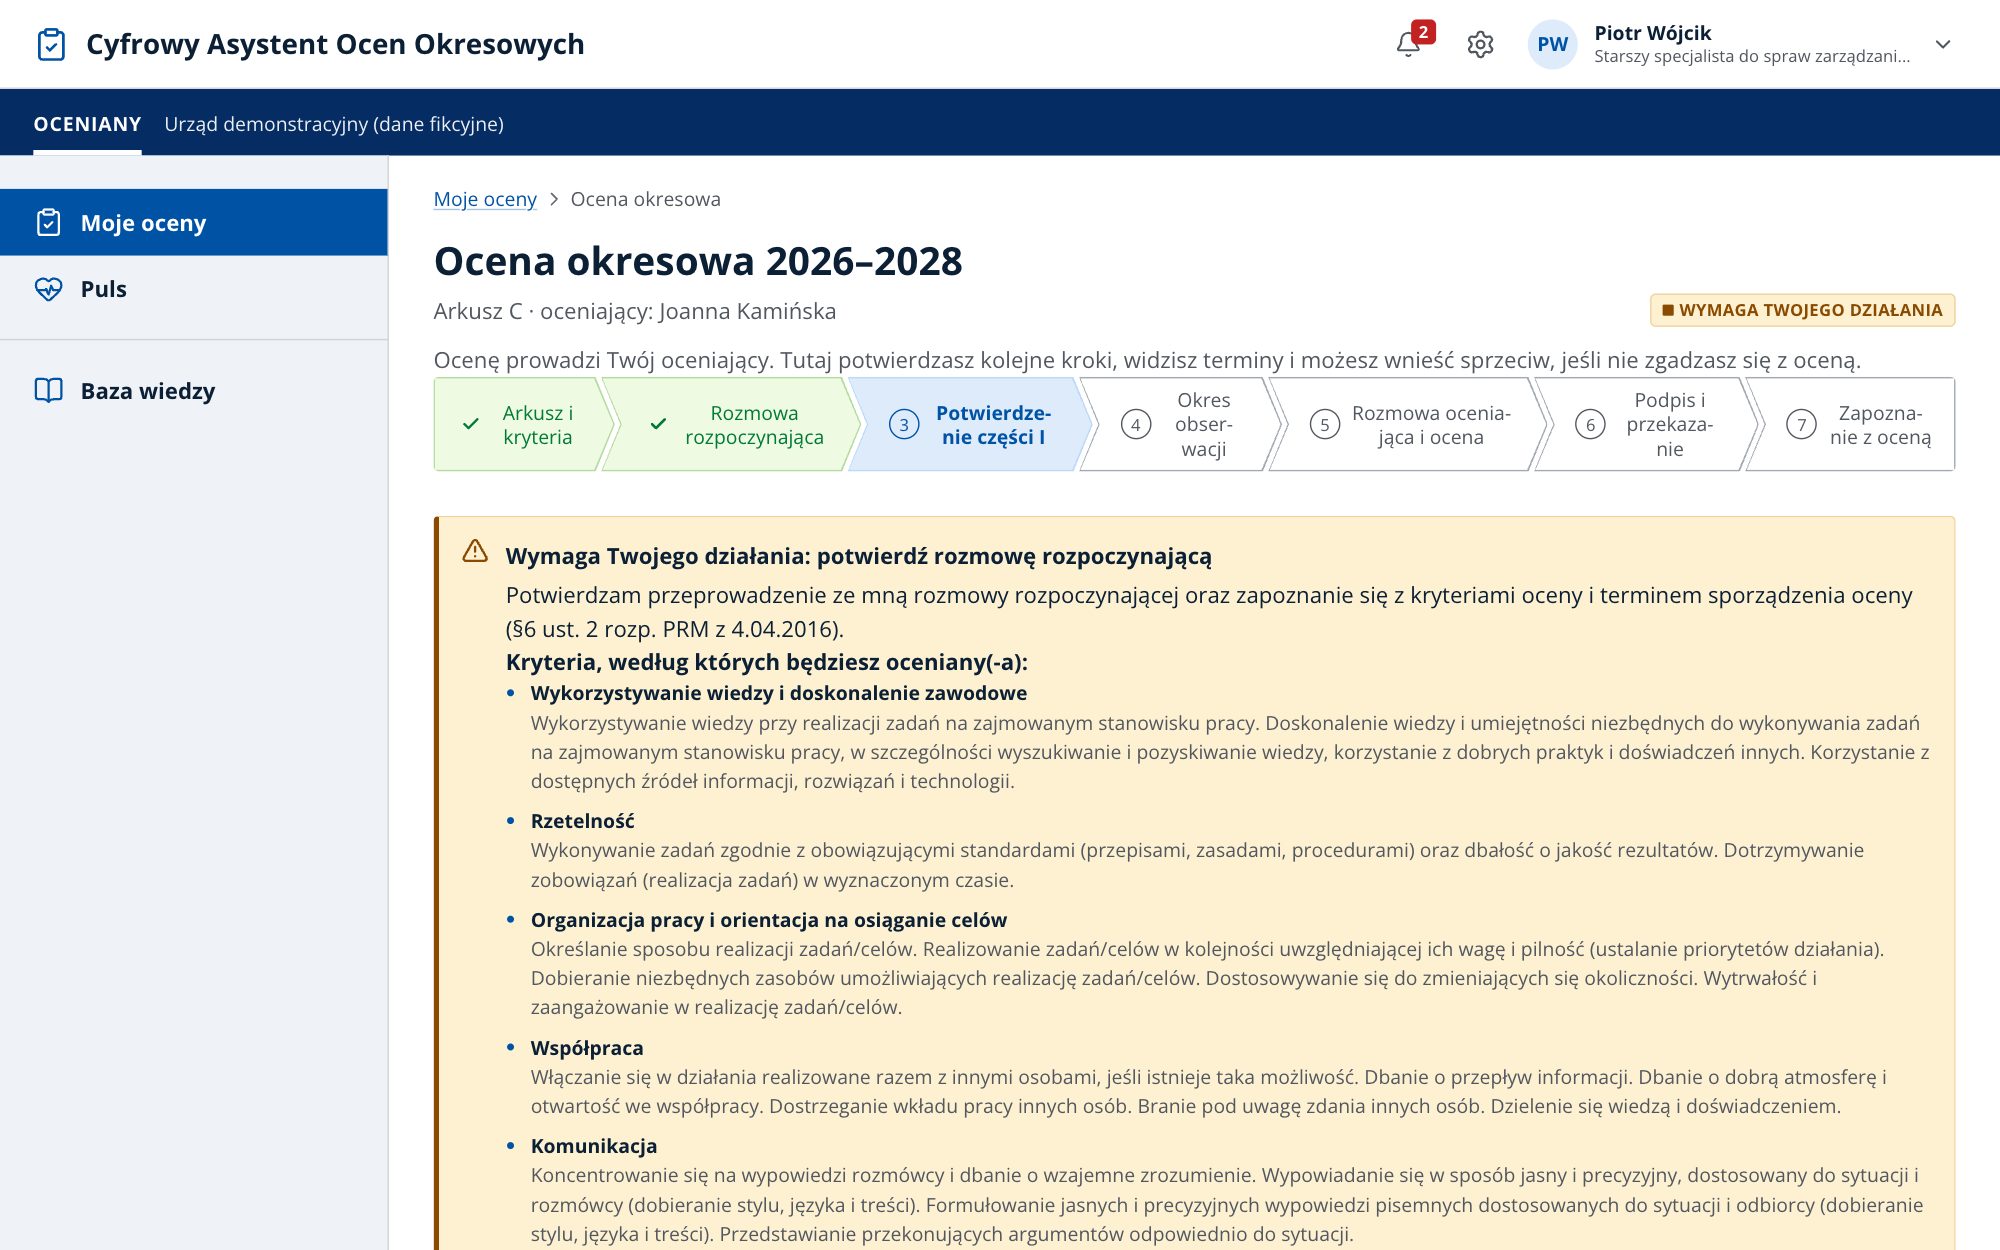 Cyfrowy Asystent Ocen Okresowych
2
PW
Piotr Wójcik
Starszy specjalista do spraw zarządzani...
OCENIANY
Urząd demonstracyjny (dane fikcyjne)
Moje oceny
Puls
Baza wiedzy
Moje oceny
Ocena okresowa
Ocena okresowa 2026–2028
Arkusz C · oceniający: Joanna Kamińska
WYMAGA TWOJEGO DZIAŁANIA
Ocenę prowadzi Twój oceniający. Tutaj potwierdzasz kolejne kroki, widzisz terminy i możesz wnieść sprzeciw, jeśli nie zgadzasz się z oceną.
Arkusz i
kryteria
Rozmowa
rozpoczynająca
3
Potwierdze-
nie części I
4
Okres
obser-
wacji
5
Rozmowa ocenia-
jąca i ocena
6
Podpis i
przekaza-
nie
7
Zapozna-
nie z oceną
Wymaga Twojego działania: potwierdź rozmowę rozpoczynającą
Potwierdzam przeprowadzenie ze mną rozmowy rozpoczynającej oraz zapoznanie się z kryteriami oceny i terminem sporządzenia oceny
(§6 ust. 2 rozp. PRM z 4.04.2016).
Kryteria, według których będziesz oceniany(-a):
• Wykorzystywanie wiedzy i doskonalenie zawodowe
Wykorzystywanie wiedzy przy realizacji zadań na zajmowanym stanowisku pracy. Doskonalenie wiedzy i umiejętności niezbędnych do wykonywania zadań
na zajmowanym stanowisku pracy, w szczególności wyszukiwanie i pozyskiwanie wiedzy, korzystanie z dobrych praktyk i doświadczeń innych. Korzystanie z
dostępnych źródeł informacji, rozwiązań i technologii.
• Rzetelność
Wykonywanie zadań zgodnie z obowiązującymi standardami (przepisami, zasadami, procedurami) oraz dbałość o jakość rezultatów. Dotrzymywanie
zobowiązań (realizacja zadań) w wyznaczonym czasie.
• Organizacja pracy i orientacja na osiąganie celów
Określanie sposobu realizacji zadań/celów. Realizowanie zadań/celów w kolejności uwzględniającej ich wagę i pilność (ustalanie priorytetów działania).
Dobieranie niezbędnych zasobów umożliwiających realizację zadań/celów. Dostosowywanie się do zmieniających się okoliczności. Wytrwałość i
zaangażowanie w realizację zadań/celów.
• Współpraca
Włączanie się w działania realizowane razem z innymi osobami, jeśli istnieje taka możliwość. Dbanie o przepływ informacji. Dbanie o dobrą atmosferę i
otwartość we współpracy. Dostrzeganie wkładu pracy innych osób. Branie pod uwagę zdania innych osób. Dzielenie się wiedzą i doświadczeniem.
• Komunikacja
Koncentrowanie się na wypowiedzi rozmówcy i dbanie o wzajemne zrozumienie. Wypowiadanie się w sposób jasny i precyzyjny, dostosowany do sytuacji i
rozmówcy (dobieranie stylu, języka i treści). Formułowanie jasnych i precyzyjnych wypowiedzi pisemnych dostosowanych do sytuacji i odbiorcy (dobieranie
stylu, języka i treści). Przedstawianie przekonujących argumentów odpowiednio do sytuacji.